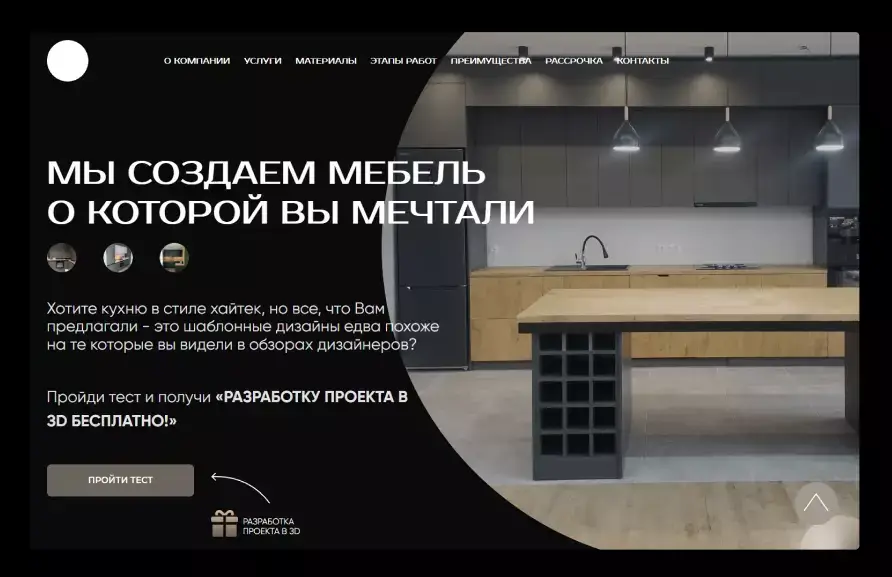 О КОМПАНИИ УСЛУГИ МАТЕРИАЛЫ ЭТАПЫ РАБОТ ПРЕИМУЩЕСТВА РАССРОЧКА КОНТАКТЫ
МЫ СОЗДАЕМ МЕБЕЛЬ
О КОТОРОЙ ВЫ МЕЧТАЛИ
Хотите кухню в стиле хайтек, но все, что Вам
предлагали - это шаблонные дизайны едва похоже
на те которые вы видели в обзорах дизайнеров?
Пройди тест и получи «РАЗРАБОТКУ ПРОЕКТА В
3D БЕСПЛАТНО!»
ПРОЙТИ ТЕСТ
РАЗРАБОТКА
ПРОЕКТА В 3D